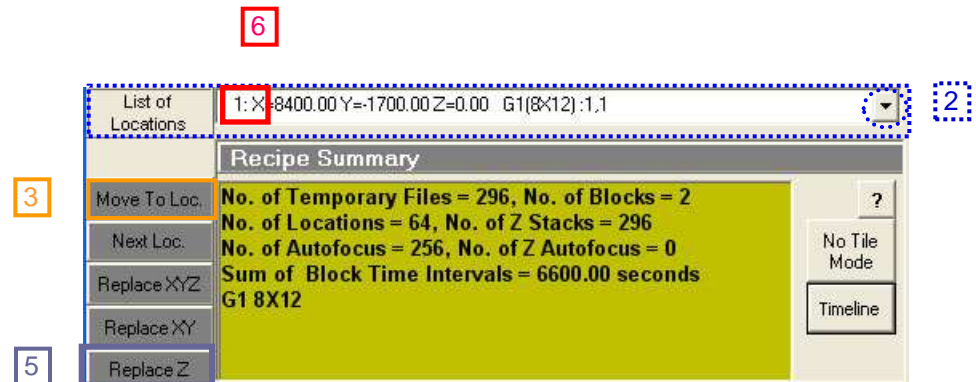 6
List of
Locations
1: X=8400.00 Y=-1700.00 Z=0.00 G1(8X12) :1,1
2
Recipe Summary
3
Move To Loc.
Next Loc.
Replace XYZ
Replace XY
5
Replace Z
No. of Temporary Files = 296, No. of Blocks = 2
No. of Locations = 64, No. of Z Stacks = 296
No. of Autofocus = 256, No. of Z Autofocus = 0
Sum of Block Time Intervals = 6600.00 seconds
G1 8X12
?
No Tile
Mode
Timeline